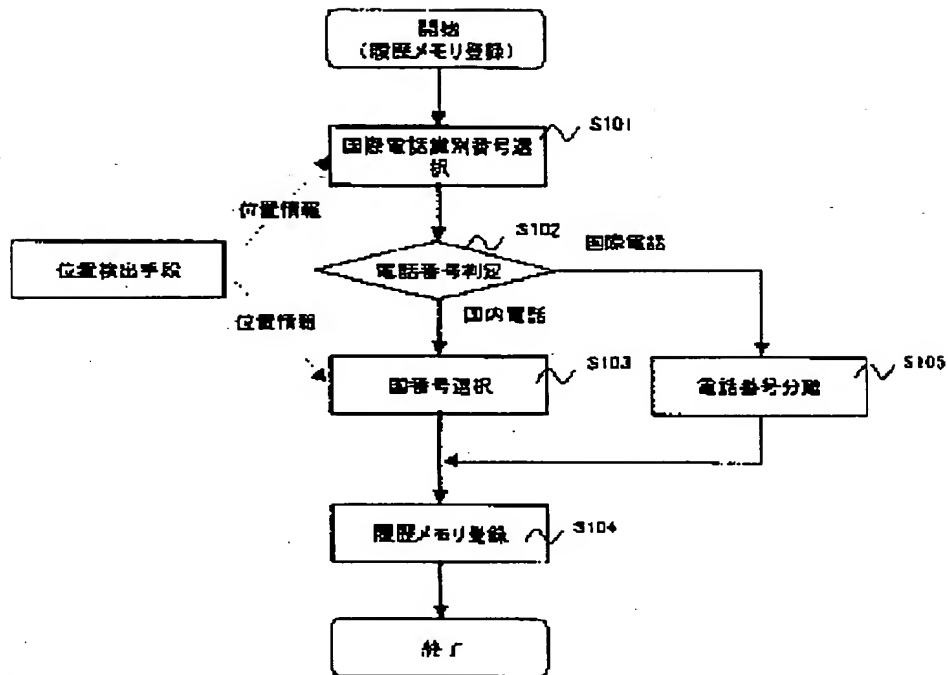 開始
(履歴メモリ登録)
S101
国際電話識別番号選
択
位置情報
S102
国際電話
位置検出手段
電話番号判定
国内電話
位置情報
国番号選択
S103
電話番号分離
S105
履歴メモリ登録
S104
終了